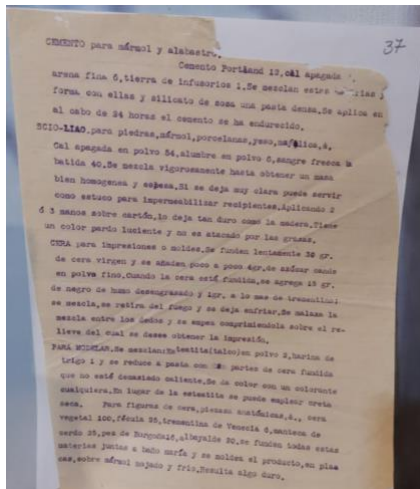 37
CEMENTO para mármol y alabastro.
Cemento Portland 12, cal apagada
arena fina 6, tierra de infusorios 1. Se mezclan estas materias y
forma con ellas y silicato de sosa una pasta densa. Se aplica en
al cabo de 24 horas el cemento se ha endurecido.
SCIO-LIAO, para piedras, mármol, porcelanas, yeso,
Cal apagada en polvo 54, alumbre en polvo 6, sangre fresca
batida 40. Se mezcla vigorosamente hasta obtener un masa
bien homogenea y espesa. Si se deja muy clara puede servir
como estuco para impermeabilizar recipientes. Aplicando 2
ó 3 manos sobre cartón, lo deja tan duro como la madera. Tiene
un color pardo luciente y no es atacado por las grasas.
CERA para impresiones o moldes. Se funden lentamente 38 gr.
de cera virgen y se añaden poco a poco 4gr. de azúcar cande
en polvo fino. Cuando la cera está fundida, se agrega 15 gr.
de negro de humo desengrasado y 1gr. a lo mas de trementina;
se mezcla, se retira del fuego y se deja enfriar. Se malaxa la
mezcla entre los dedos y se empea comprimiendola sobre el re-
lieve del cual se desee obtener la impresión.
PARA MODELAR. Se mezclan: (talco) en polvo 2, harina de
trigo 1 y se reduce a pasta con partes de cera fundida
que no esté demasiado caliente. Se da color con un colorante
cualquiera. En lugar de la esteatita se puede emplear creta
seca. Para figuras de cera, piezas anatómicas, &., cera
vegetal 100, fécula 35, trementina de Venecia 6, manteca de
cerdo 35, pez de Borgoña 16, albayalde 30, se funden todas estas
materias juntas a baño maría y se moldea el producto, en pla
cas, sobre mármol mojado y frio. Resulta algo duro.